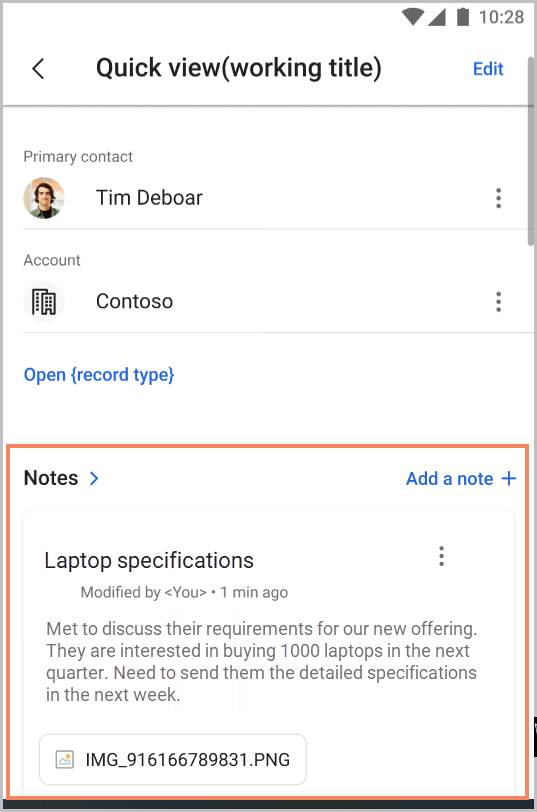 10:28
Quick view(working title)
Edit
Primary contact
Tim Deboar
Account
Contoso
Open {record type}
Notes
Add a note +
Laptop specifications
Modified by <You> • 1 min ago
Met to discuss their requirements for our new offering.
They are interested in buying 1000 laptops in the next
quarter. Need to send them the detailed specifications
in the next week.
IMG_916166789831.PNG